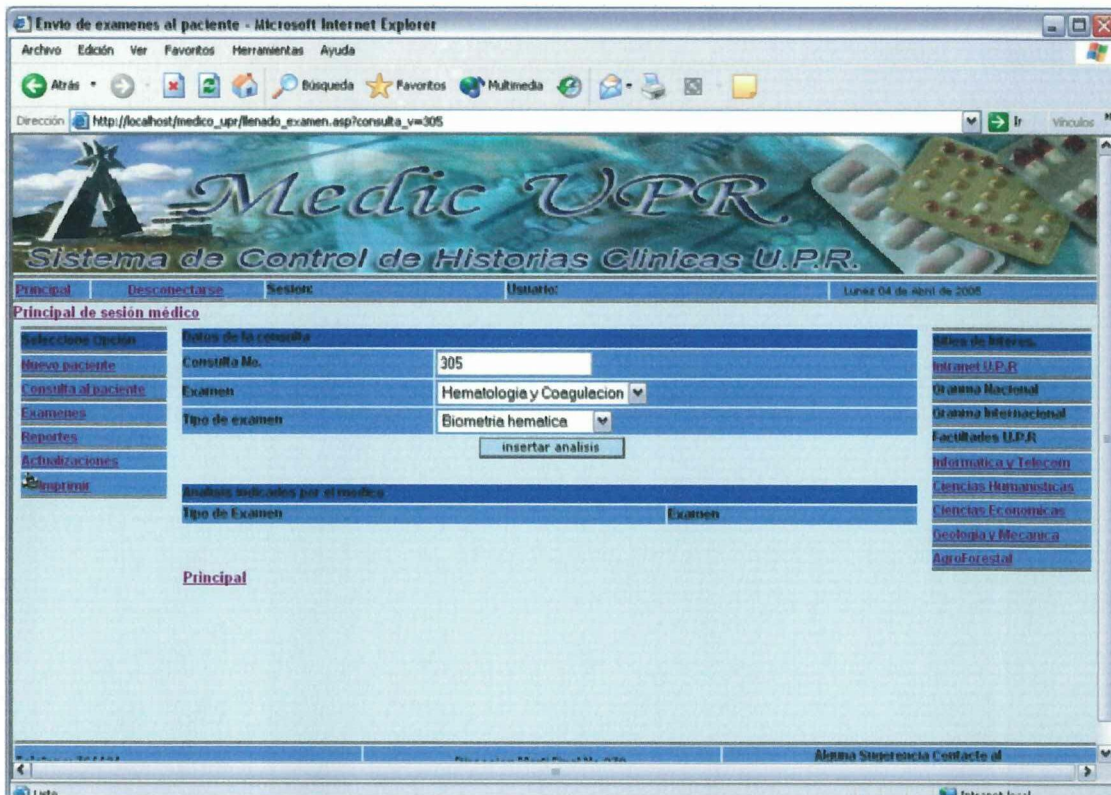 Envio de examenes al paciente - Microsoft Internet Explorer
Archivo Edición Ver Favoritos Herramientas Ayuda
Atrás Búsqueda Favoritos Multimedia
Dirección http://localhost/medico_upr/llenado_examen.asp?consulta_v=305 Ir Vínculos
Medic UPR.
Sistema de Control de Historias Clinicas U.P.R.
Principal Desconectarse Sesion: Usuario: Lunes 04 de Abril de 2005
Principal de sesión médico
Seleccione Opción
Nuevo paciente
Consulta al paciente
Examenes
Reportes
Actualizaciones
Imprimir
Datos de la consulta
Consulta No. 305
Examen Hematologia y Coagulacion
Tipo de examen Biometria hematica
insertar analisis
Analisis indicados por el medico
Tipo de Examen Examen
Principal
Sitios de Interes.
Intranet U.P.R
Granma Nacional
Granma Internacional
Facultades U.P.R
Informatica y Telecom
Ciencias Humanisticas
Ciencias Economicas
Geologia y Mecanica
AgroForestal
Alguna Sugerencia Contacte al
Listo Intranet local